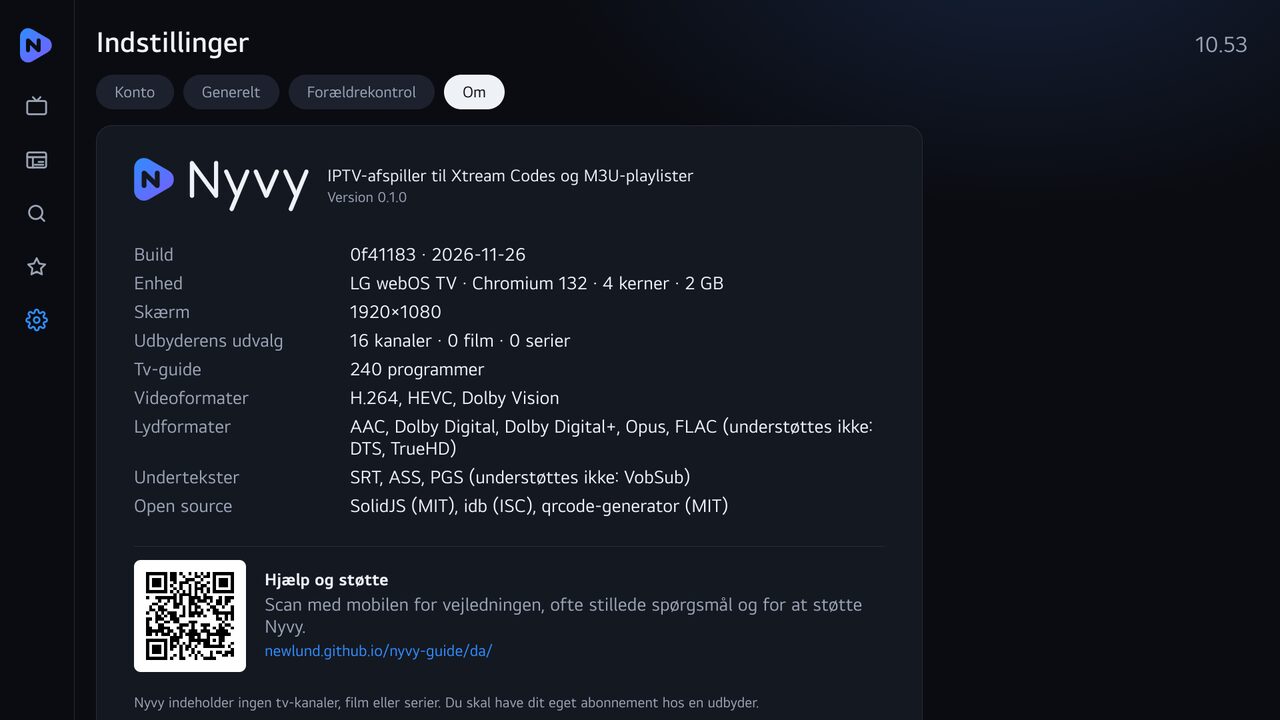 Indstillinger
10.53
Konto
Generelt
Forældrekontrol
Om
Nyvy
IPTV-afspiller til Xtream Codes og M3U-playlister
Version 0.1.0
Build
0f41183 · 2026-11-26
Enhed
LG webOS TV · Chromium 132 · 4 kerner · 2 GB
Skærm
1920×1080
Udbyderens udvalg
16 kanaler · 0 film · 0 serier
Tv-guide
240 programmer
Videoformater
H.264, HEVC, Dolby Vision
Lydformater
AAC, Dolby Digital, Dolby Digital+, Opus, FLAC (understøttes ikke:
DTS, TrueHD)
Undertekster
SRT, ASS, PGS (understøttes ikke: VobSub)
Open source
SolidJS (MIT), idb (ISC), qrcode-generator (MIT)
Hjælp og støtte
Scan med mobilen for vejledningen, ofte stillede spørgsmål og for at støtte
Nyvy.
newlund.github.io/nyvy-guide/da/
Nyvy indeholder ingen tv-kanaler, film eller serier. Du skal have dit eget abonnement hos en udbyder.